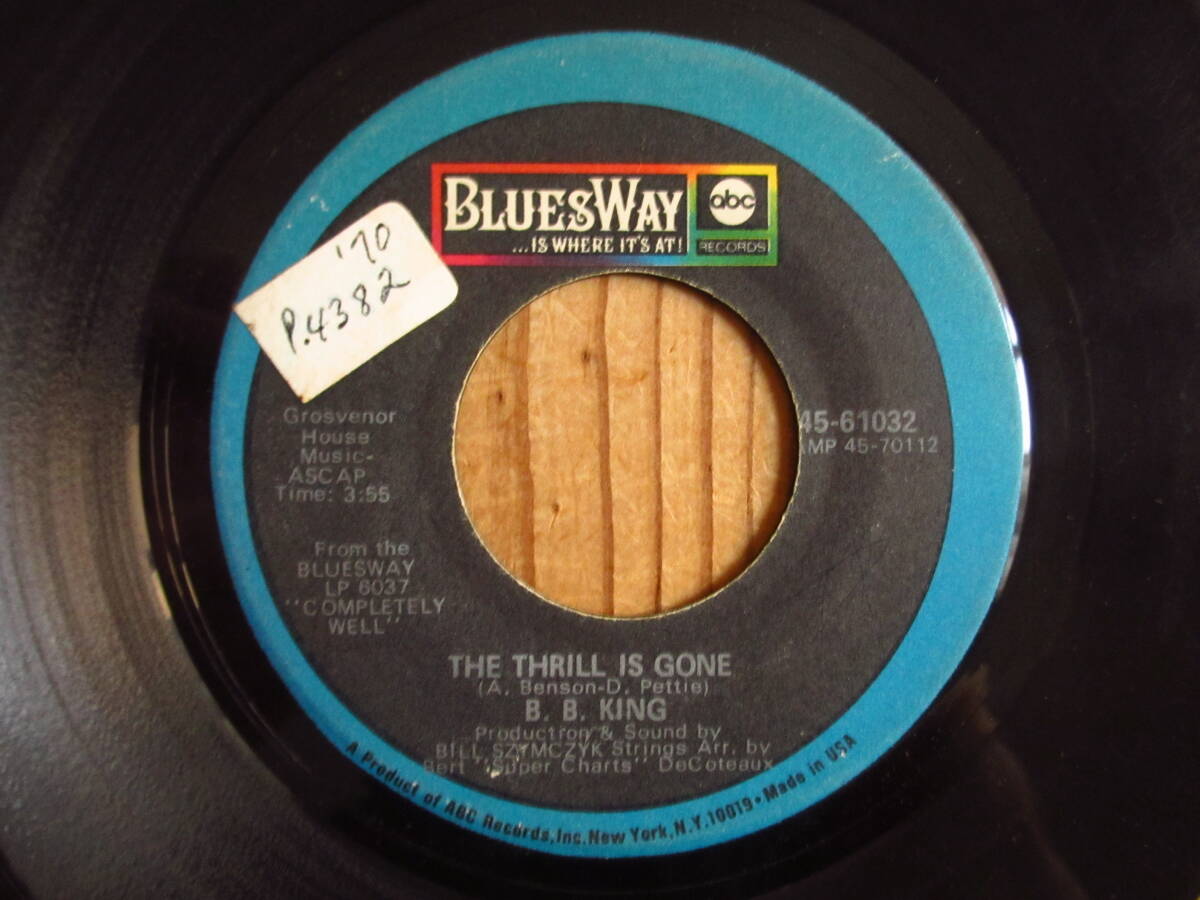 BLUESWAY
...IS WHERE IT'S AT!
abc
RECORDS
'70
P.4382
Grosvenor
House
Music-
ASCAP
Time: 3:55
45-61032
MP 45-70112
From the
BLUESWAY
LP 6037
"COMPLETELY
WELL"
THE THRILL IS GONE
(A. Benson-D. Pettie)
B. B. KING
Production & Sound by
BILL SZYMCZYK Strings Arr. by
Bert "Super Charts" DeCoteaux
A Product of ABC Records, Inc. New York, N.Y. 10019 • Made in USA